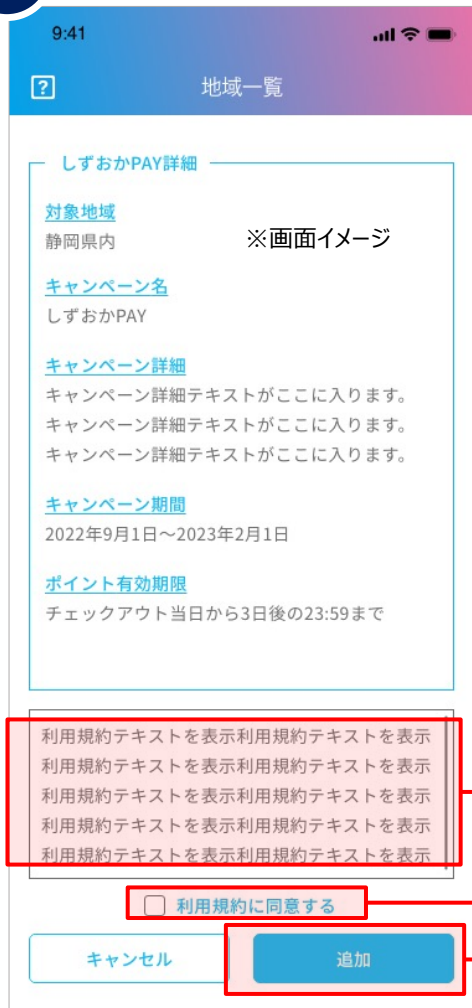 9:41
?
地域一覧
しずおかPAY詳細
対象地域
静岡県内
※画面イメージ
キャンペーン名
しずおかPAY
キャンペーン詳細
キャンペーン詳細テキストがここに入ります。
キャンペーン詳細テキストがここに入ります。
キャンペーン詳細テキストがここに入ります。
キャンペーン期間
2022年9月1日～2023年2月1日
ポイント有効期限
チェックアウト当日から3日後の23:59まで
利用規約テキストを表示利用規約テキストを表示
利用規約テキストを表示利用規約テキストを表示
利用規約テキストを表示利用規約テキストを表示
利用規約テキストを表示利用規約テキストを表示
利用規約テキストを表示利用規約テキストを表示
利用規約に同意する
キャンセル
追加